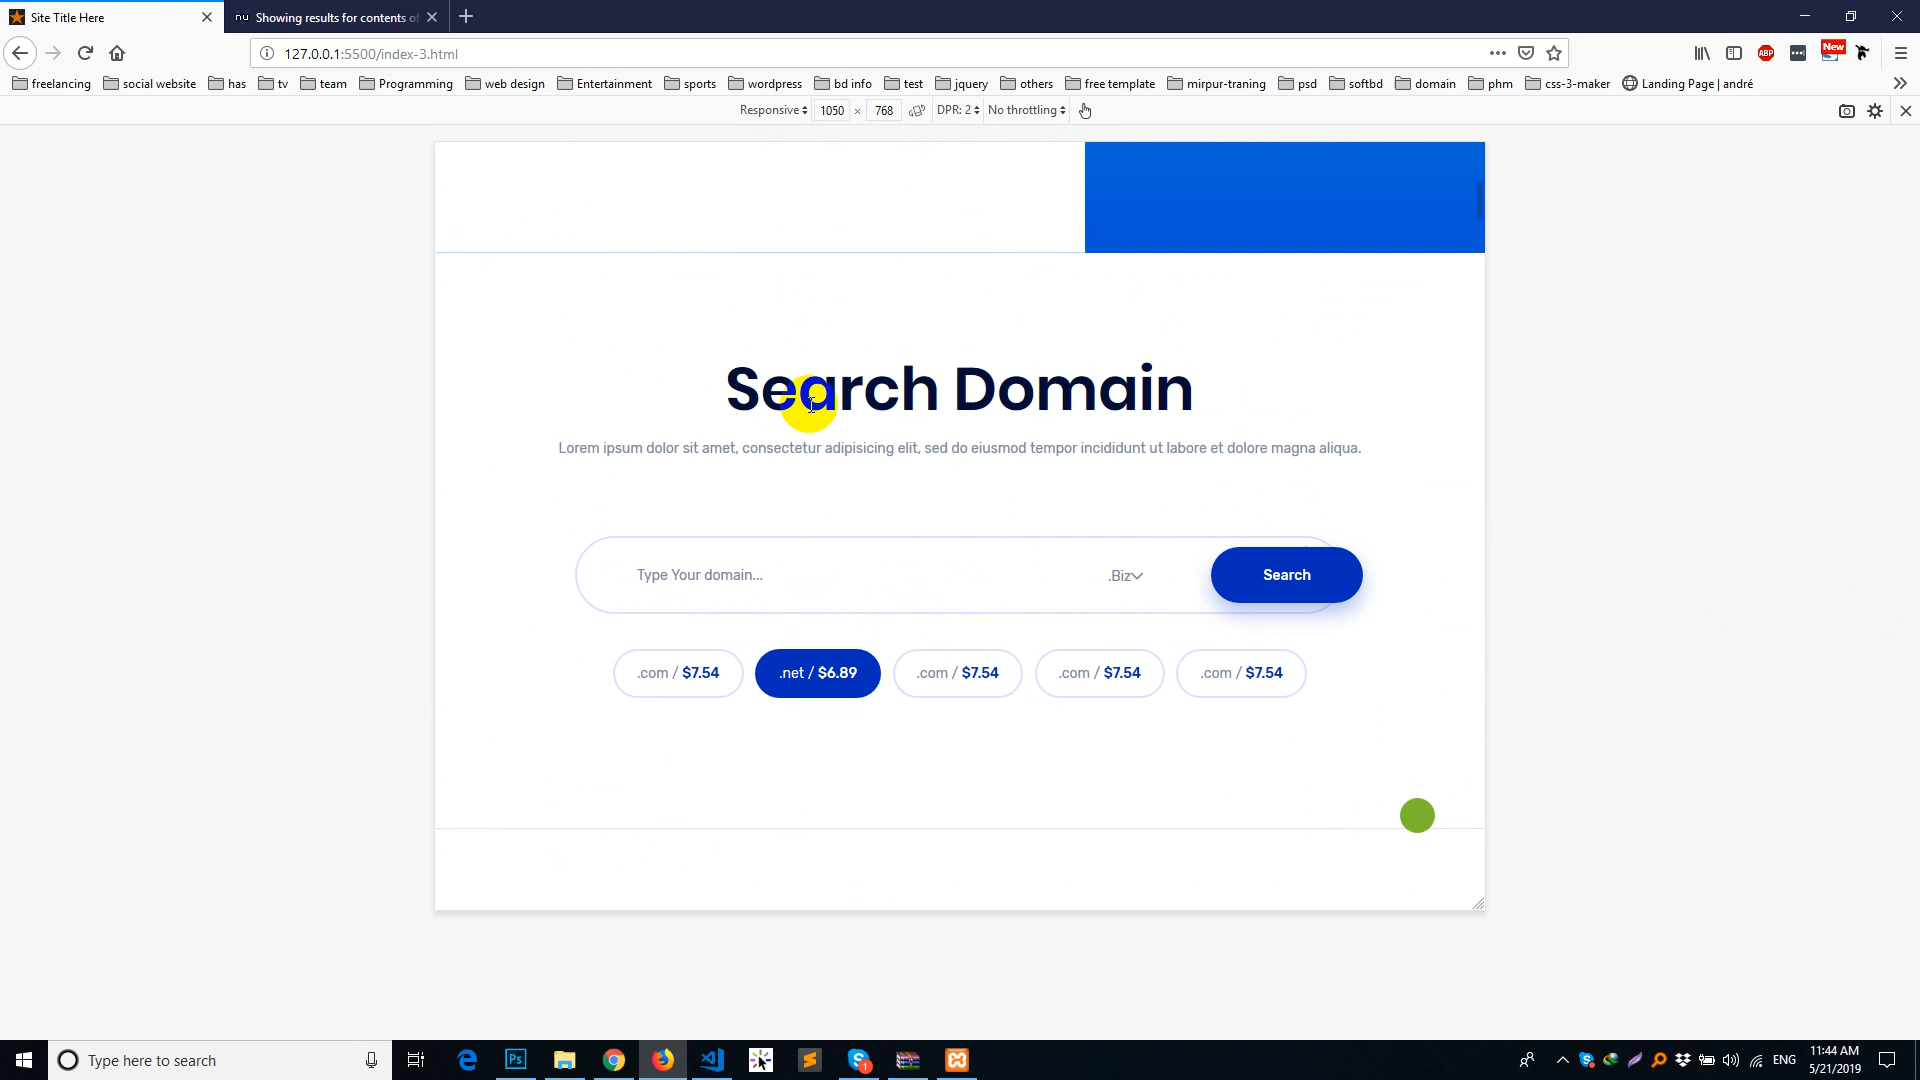 Site Title Here
nu Showing results for contents of
127.0.0.1:5500/index-3.html
ABP
New
freelancing social website has tv team Programming web design Entertainment sports wordpress bd info test jquery others free template mirpur-traning psd softbd domain phm css-3-maker Landing Page | andré
Responsive 1050 × 768 DPR: 2 No throttling
Search Domain
Lorem ipsum dolor sit amet, consectetur adipisicing elit, sed do eiusmod tempor incididunt ut labore et dolore magna aliqua.
Type Your domain... .Biz Search
.com / $7.54 .net / $6.89 .com / $7.54 .com / $7.54 .com / $7.54
Type here to search
Ps
1
ENG
11:44 AM
5/21/2019